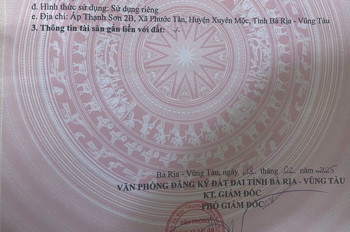 đ. Hình thức sử dụng: Sử dụng riêng
e. Địa chỉ: Ấp Thạnh Sơn 2B, Xã Phước Tân, Huyện Xuyên Mộc, Tỉnh Bà Rịa - Vũng Tàu
3. Thông tin tài sản gắn liền với đất: -/-
Bà Rịa - Vũng Tàu, ngày tháng 02 năm 2025
VĂN PHÒNG ĐĂNG KÝ ĐẤT ĐAI TỈNH BÀ RỊA - VŨNG TÀU
KT. GIÁM ĐỐC
PHÓ GIÁM ĐỐC